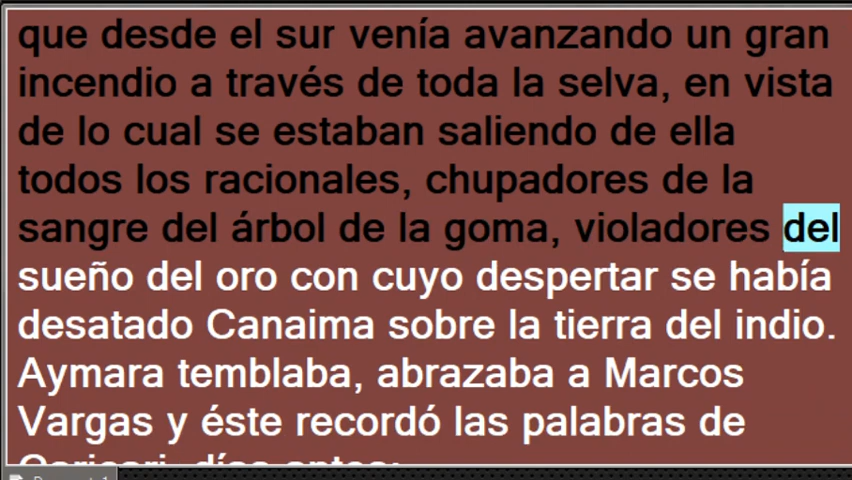 que desde el sur venía avanzando un gran
incendio a través de toda la selva, en vista
de lo cual se estaban saliendo de ella
todos los racionales, chupadores de la
sangre del árbol de la goma, violadores del
sueño del oro con cuyo despertar se había
desatado Canaima sobre la tierra del indio.
Aymara temblaba, abrazaba a Marcos
Vargas y éste recordó las palabras de
días antes: